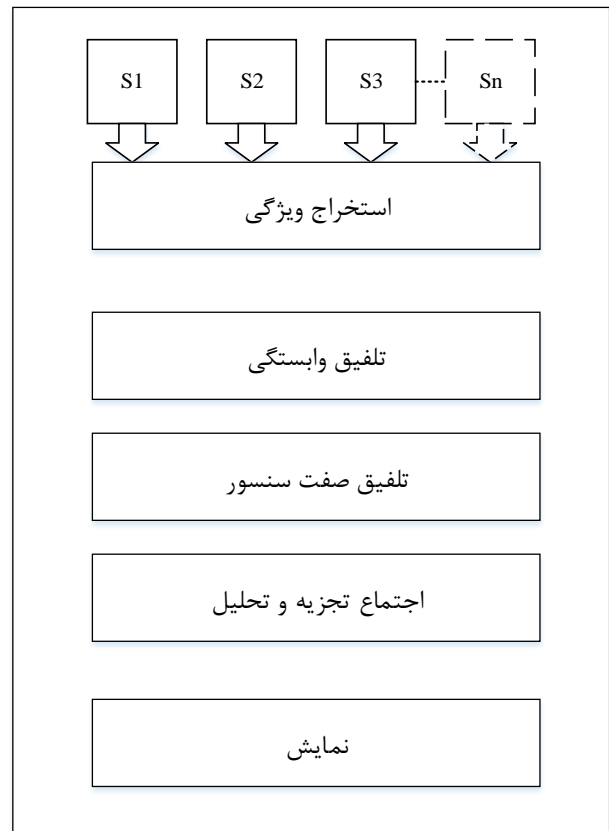 S1 S2 S3 Sn
استخراج ویژگی
تلفیق وابستگی
تلفیق صفت سنسور
اجتماع تجزیه و تحلیل
نمایش